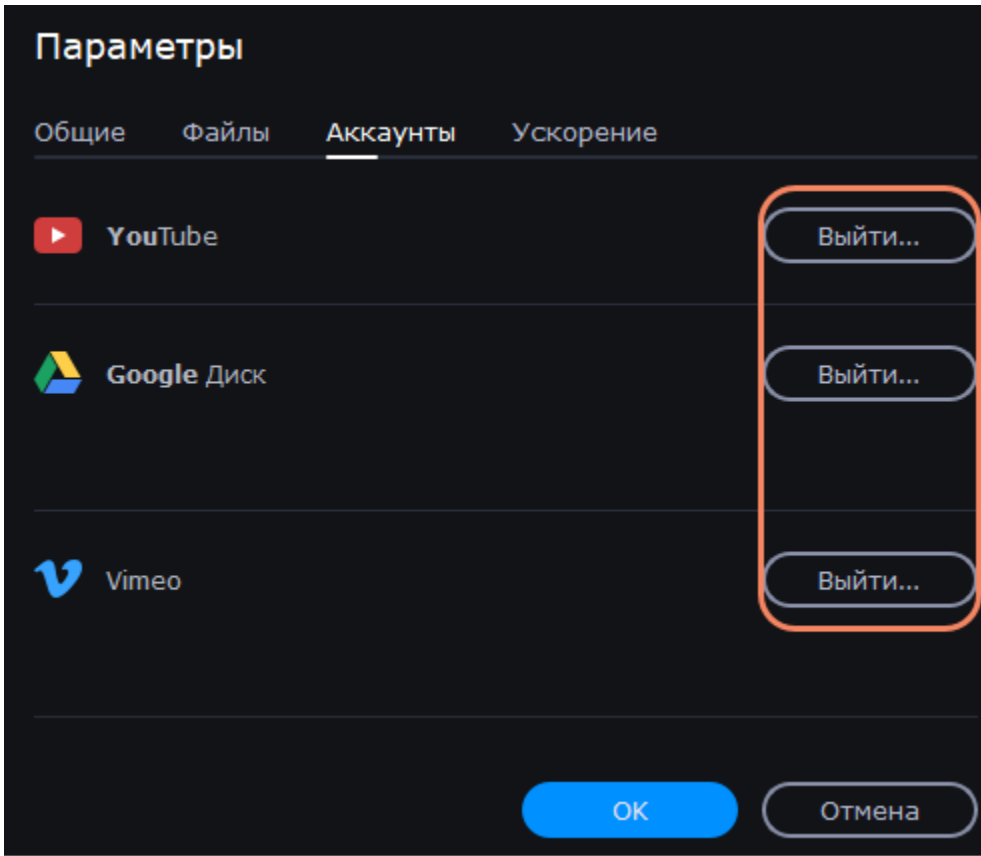 Параметры
Общие Файлы Аккаунты Ускорение
YouTube Выйти...
Google Диск Выйти...
Vimeo Выйти...
OK Отмена